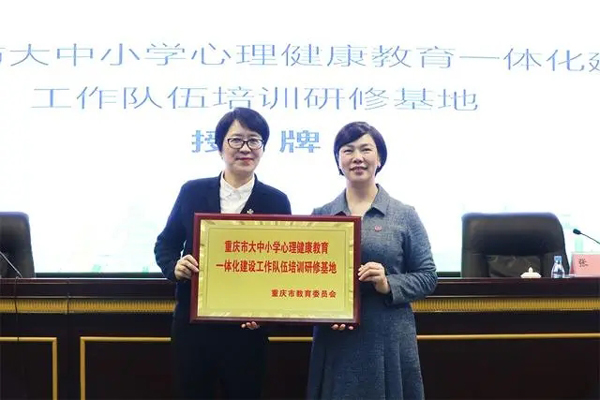 市大中小学心理健康教育一体化建
工作队伍培训研修基地
授 牌
重庆市大中小学心理健康教育
一体化建设工作队伍培训研修基地
重庆市教育委员会
张